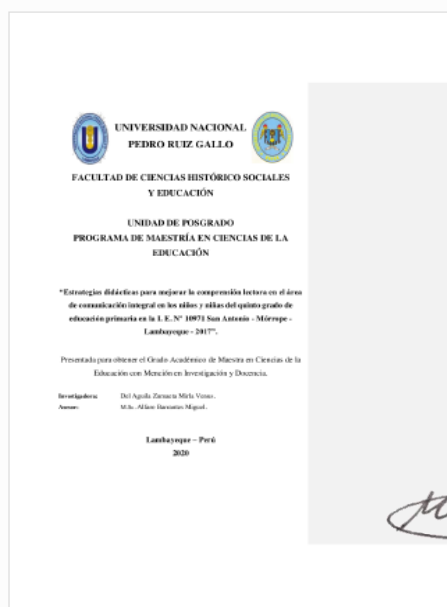 UNIVERSIDAD NACIONAL
PEDRO RUIZ GALLO
FACULTAD DE CIENCIAS HISTÓRICO SOCIALES
Y EDUCACIÓN
UNIDAD DE POSGRADO
PROGRAMA DE MAESTRÍA EN CIENCIAS DE LA
EDUCACIÓN
"Estrategias didácticas para mejorar la comprensión lectora en el área
de comunicación integral en los niños y niñas del quinto grado de
educación primaria en la I. E. N° 10971 San Antonio - Mórrope -
Lambayeque - 2017".
Presentada para obtener el Grado Académico de Maestra en Ciencias de la
Educación con Mención en Investigación y Docencia.
Investigadora: Del Aguila Zumaeta Mirla Venus.
Asesor: M.Sc. Alfaro Barrantes Miguel.
Lambayeque – Perú
2020